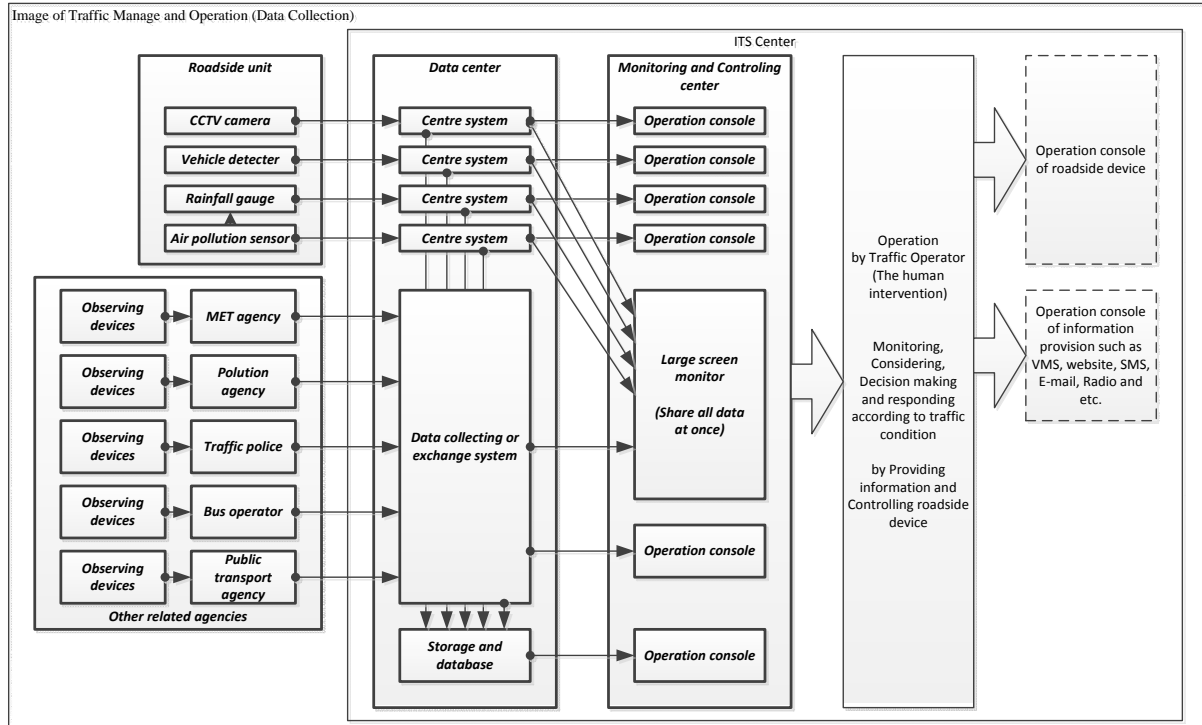 Image of Traffic Manage and Operation (Data Collection)
ITS Center
Roadside unit
CCTV camera
Vehicle detecter
Rainfall gauge
Air pollution sensor
Observing
devices
MET agency
Observing
devices
Polution
agency
Observing
devices
Traffic police
Observing
devices
Bus operator
Observing
devices
Public
transport
agency
Other related agencies
Data center
Centre system
Centre system
Centre system
Centre system
Data collecting or
exchange system
Storage and
database
Monitoring and Controling
center
Operation console
Operation console
Operation console
Operation console
Large screen
monitor
(Share all data
at once)
Operation console
Operation console
Operation
by Traffic Operator
(The human
intervention)
Monitoring,
Considering,
Decision making
and responding
according to traffic
condition
by Providing
information and
Controlling roadside
device
Operation console
of roadside device
Operation console
of information
provision such as
VMS, website, SMS,
E-mail, Radio and
etc.